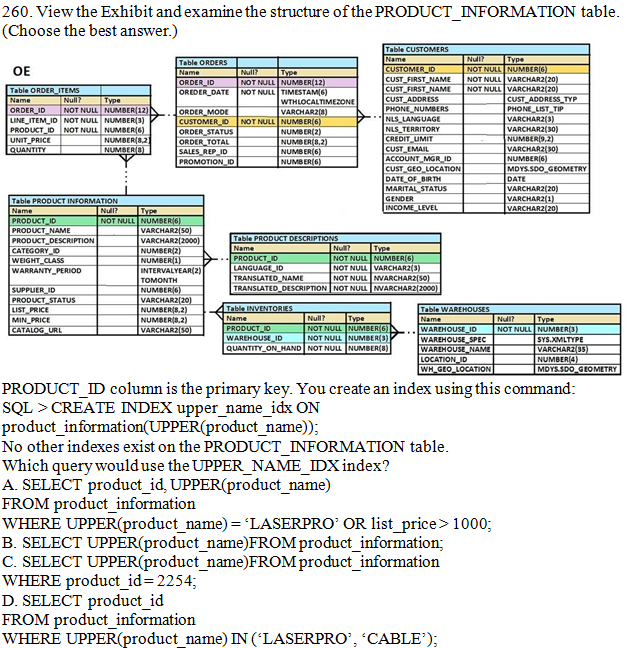 260. View the Exhibit and examine the structure of the PRODUCT_INFORMATION table.
(Choose the best answer.)
OE
Table ORDER_ITEMS
Name Null? Type
ORDER_ID NOT NULL NUMBER(12)
LINE_ITEM_ID NOT NULL NUMBER(3)
PRODUCT_ID NOT NULL NUMBER(6)
UNIT_PRICE NUMBER(8,2)
QUANTITY NUMBER(8)
Table ORDERS
Name Null? Type
ORDER_ID NOT NULL NUMBER(12)
OREDER_DATE NOT NULL TIMESTAM(6)
WTHLOCALTIMEZONE
ORDER_MODE VARCHAR2(8)
CUSTOMER_ID NOT NULL NUMBER(6)
ORDER_STATUS NUMBER(2)
ORDER_TOTAL NUMBER(8,2)
SALES_REP_ID NUMBER(6)
PROMOTION_ID NUMBER(6)
Table CUSTOMERS
Name Null? Type
CUSTOMER_ID NOT NULL NUMBER(6)
CUST_FIRST_NAME NOT NULL VARCHAR2(20)
CUST_FIRST_NAME NOT NULL VARCHAR2(20)
CUST_ADDRESS CUST_ADDRESS_TYP
PHONE_NUMBERS PHONE_LIST_TIP
NLS_LANGUAGE VARCHAR2(3)
NLS_TERRITORY VARCHAR2(30)
CREDIT_LIMIT NUMBER(9,2)
CUST_EMAIL VARCHAR2(30)
ACCOUNT_MGR_ID NUMBER(6)
CUST_GEO_LOCATION MDYS.SDO_GEOMETRY
DATE_OF_BIRTH DATE
MARITAL_STATUS VARCHAR2(20)
GENDER VARCHAR2(1)
INCOME_LEVEL VARCHAR2(20)
Table PRODUCT INFORMATION
Name Null? Type
PRODUCT_ID NOT NULL NUMBER(6)
PRODUCT_NAME VARCHAR2(50)
PRODUCT_DESCRIPTION VARCHAR2(2000)
CATEGORY_ID NUMBER(2)
WEIGHT_CLASS NUMBER(1)
WARRANTY_PERIOD INTERVALYEAR(2)
TOMONTH
SUPPLIER_ID NUMBER(6)
PRODUCT_STATUS VARCHAR2(20)
LIST_PRICE NUMBER(8,2)
MIN_PRICE NUMBER(8,2)
CATALOG_URL VARCHAR2(50)
Table PRODUCT DESCRIPTIONS
Name Null? Type
PRODUCT_ID NOT NULL NUMBER(6)
LANGUAGE_ID NOT NULL VARCHAR2(3)
TRANSLATED_NAME NOT NULL NVARCHAR2(50)
TRANSLATED_DESCRIPTION NOT NULL NVARCHAR2(2000)
Table INVENTORIES
Name Null? Type
PRODUCT_ID NOT NULL NUMBER(6)
WAREHOUSE_ID NOT NULL NUMBER(3)
QUANTITY_ON_HAND NOT NULL NUMBER(8)
Table WAREHOUSES
Name Null? Type
WAREHOUSE_ID NOT NULL NUMBER(3)
WAREHOUSE_SPEC SYS.XMLTYPE
WAREHOUSE_NAME VARCHAR2(35)
LOCATION_ID NUMBER(4)
WH_GEO_LOCATION MDYS.SDO_GEOMETRY
PRODUCT_ID column is the primary key. You create an index using this command:
SQL > CREATE INDEX upper_name_idx ON
product_information(UPPER(product_name));
No other indexes exist on the PRODUCT_INFORMATION table.
Which query would use the UPPER_NAME_IDX index?
A. SELECT product_id, UPPER(product_name)
FROM product_information
WHERE UPPER(product_name) = ‘LASERPRO’ OR list_price > 1000;
B. SELECT UPPER(product_name)FROM product_information;
C. SELECT UPPER(product_name)FROM product_information
WHERE product_id = 2254;
D. SELECT product_id
FROM product_information
WHERE UPPER(product_name) IN (‘LASERPRO’, ‘CABLE’);